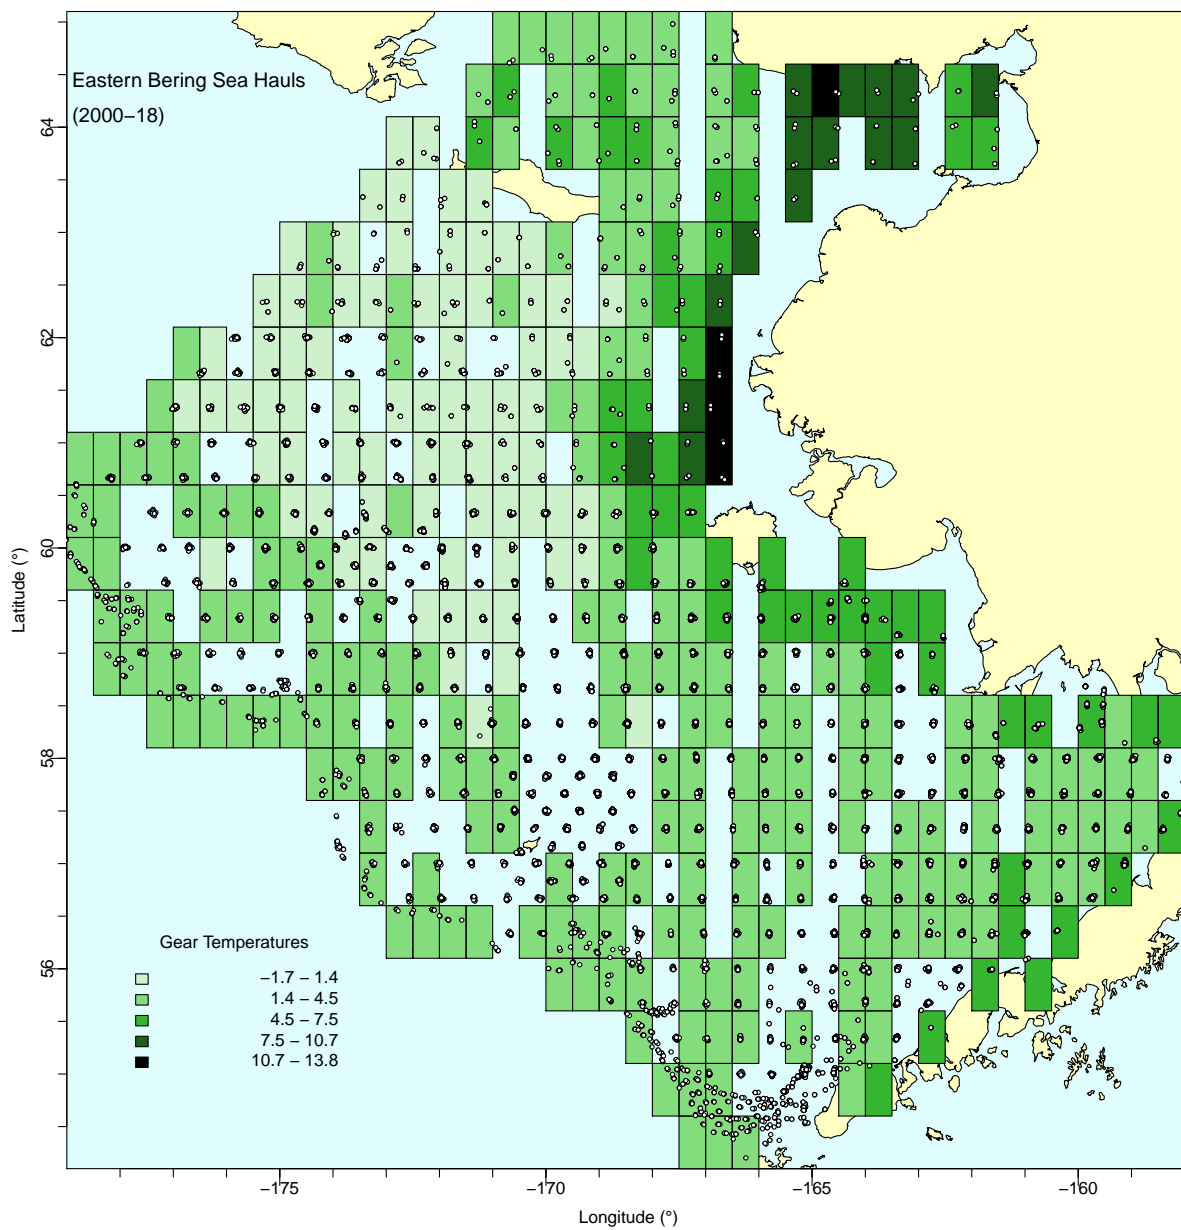 Eastern Bering Sea Hauls
(2000−18)
64
62
60
58
56
Latitude (°)
Gear Temperatures
−1.7 − 1.4
1.4 − 4.5
4.5 − 7.5
7.5 − 10.7
10.7 − 13.8
−175
−170
−165
−160
Longitude (°)